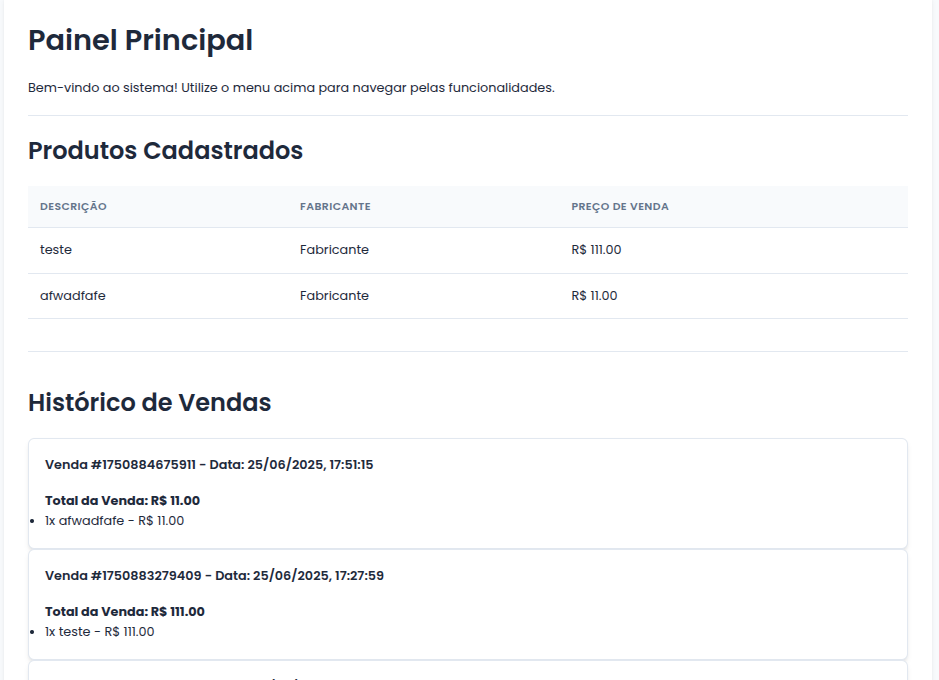 Painel Principal
Bem-vindo ao sistema! Utilize o menu acima para navegar pelas funcionalidades.
Produtos Cadastrados
DESCRIÇÃO FABRICANTE PREÇO DE VENDA
teste Fabricante R$ 111.00
afwadfafe Fabricante R$ 11.00
Histórico de Vendas
Venda #1750884675911 - Data: 25/06/2025, 17:51:15
Total da Venda: R$ 11.00
• 1x afwadfafe - R$ 11.00
Venda #1750883279409 - Data: 25/06/2025, 17:27:59
Total da Venda: R$ 111.00
• 1x teste - R$ 111.00